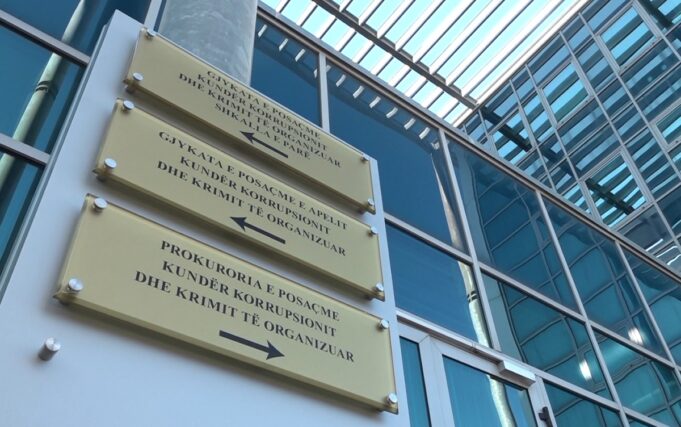 GJYKATA E POSAÇME
KUNDËR KORRUPSIONIT
DHE KRIMIT TË ORGANIZUAR
SHKALLA E PARË
GJYKATA E POSAÇME E APELIT
KUNDËR KORRUPSIONIT
DHE KRIMIT TË ORGANIZUAR
PROKURORIA E POSAÇME
KUNDËR KORRUPSIONIT
DHE KRIMIT TË ORGANIZUAR